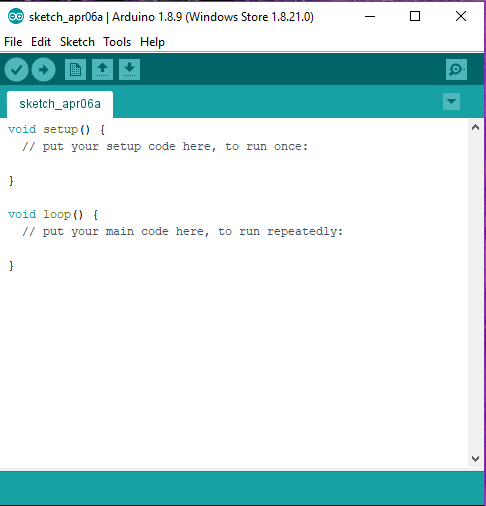 sketch_apr06a | Arduino 1.8.9 (Windows Store 1.8.21.0)
File Edit Sketch Tools Help
sketch_apr06a
void setup() {
  // put your setup code here, to run once:
}
void loop() {
  // put your main code here, to run repeatedly:
}